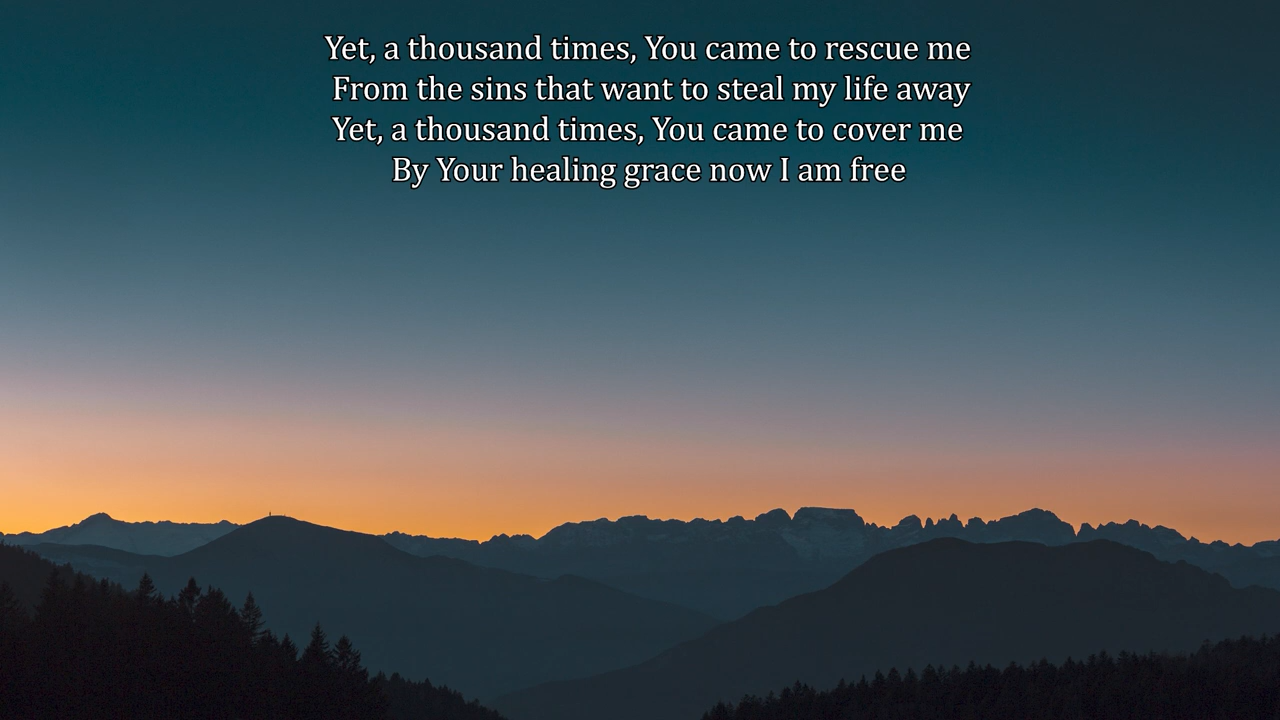 Yet, a thousand times, You came to rescue me
From the sins that want to steal my life away
Yet, a thousand times, You came to cover me
By Your healing grace now I am free